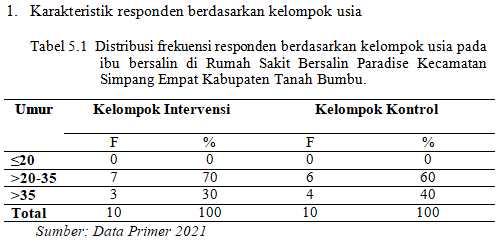 1. Karakteristik responden berdasarkan kelompok usia
Tabel 5.1 Distribusi frekuensi responden berdasarkan kelompok usia pada
ibu bersalin di Rumah Sakit Bersalin Paradise Kecamatan
Simpang Empat Kabupaten Tanah Bumbu.
Umur Kelompok Intervensi Kelompok Kontrol
F % F %
≤20 0 0 0 0
>20-35 7 70 6 60
>35 3 30 4 40
Total 10 100 10 100
Sumber: Data Primer 2021